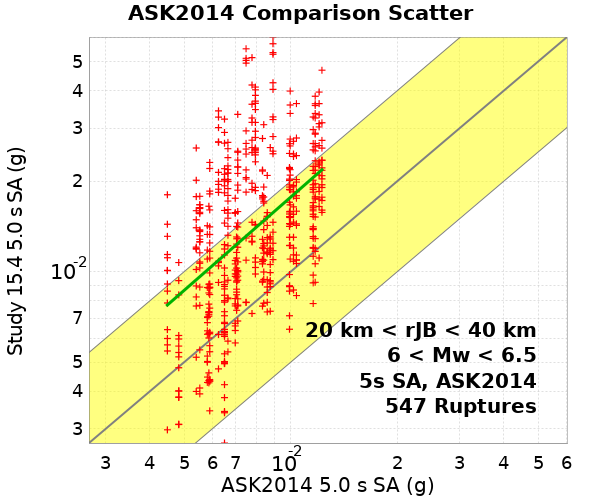 ASK2014 Comparison Scatter
Study 15.4 5.0 s SA (g)
5
4
3
2
10-2
7
5
4
3
20 km < rJB < 40 km
6 < Mw < 6.5
5s SA, ASK2014
547 Ruptures
3 4 5 6 7 10-2 2 3 4 5 6
ASK2014 5.0 s SA (g)